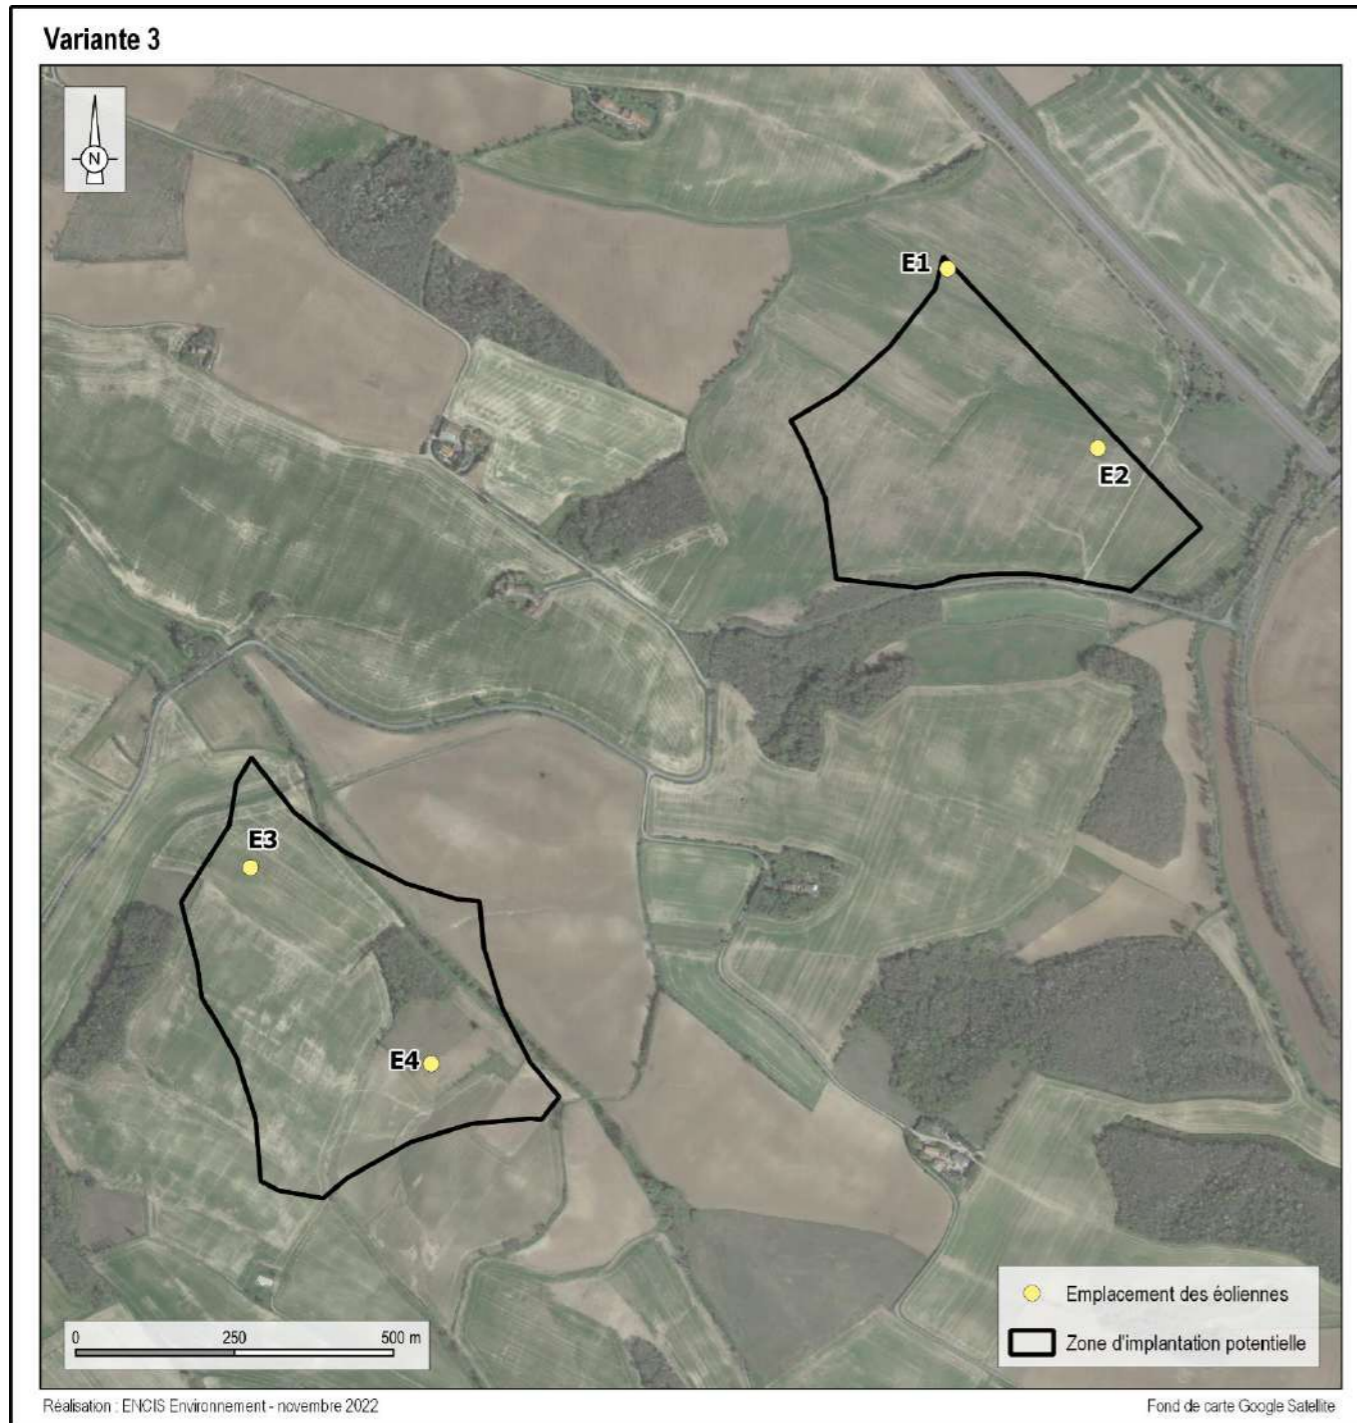 Variante 3
N
E1
E2
E3
E4
Emplacement des éoliennes
Zone d'implantation potentielle
0 250 500 m
Réalisation : ENCIS Environnement - novembre 2022
Fond de carte Google Satellite